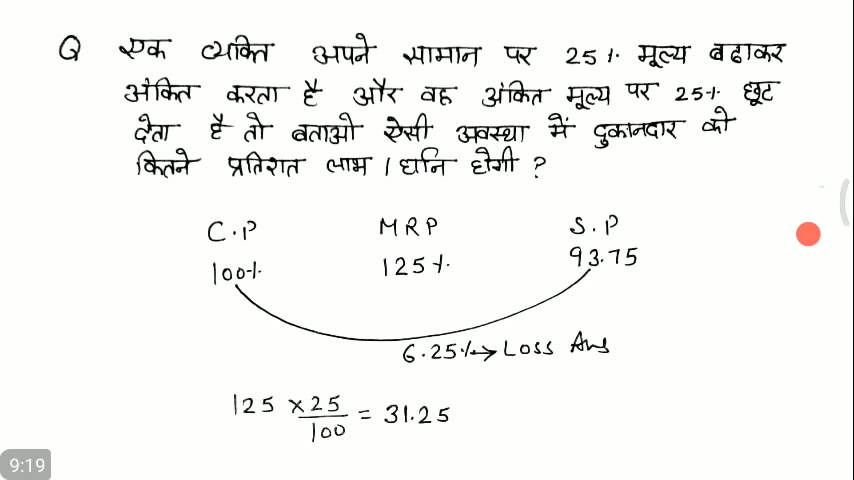 Q एक व्यक्ति अपने सामान पर 25% मूल्य बढाकर
अंकित करता है और वह अंकित मूल्य पर 25% छूट
देता है तो बताओ ऐसी अवस्था में दुकानदार को
कितने प्रतिशत लाभ / हानि होगी ?
C.P MRP S.P
100% 125% 93.75
6.25% → Loss Ans
125 × 25/100 = 31.25
9:19